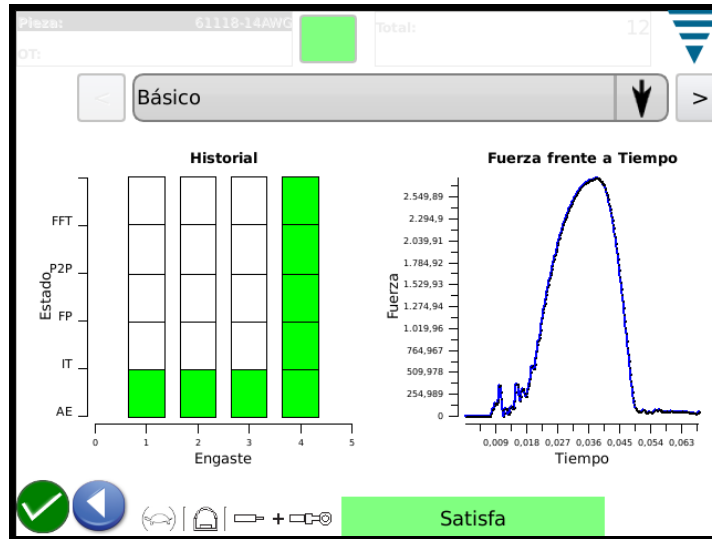 Pieza: 61118-14AWG
OT:
Total: 12
< Básico >
Historial
FFT
P2P
FP
IT
AE
Estado
0 1 2 3 4 5
Engaste
Fuerza frente a Tiempo
2.549,89
2.294,9
2.039,91
1.784,92
1.529,93
1.274,94
1.019,96
764,967
509,978
254,989
0
Fuerza
0,009 0,018 0,027 0,036 0,045 0,054 0,063
Tiempo
Satisfa